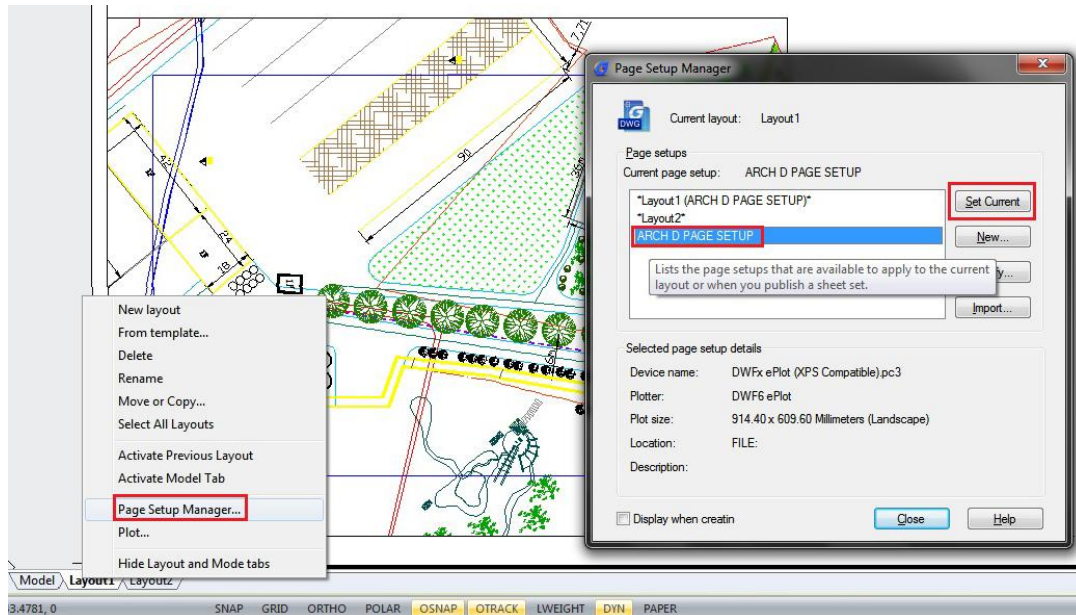 7,71
90
42
24
18
New layout
From template...
Delete
Rename
Move or Copy...
Select All Layouts
Activate Previous Layout
Activate Model Tab
Page Setup Manager...
Plot...
Hide Layout and Mode tabs
Page Setup Manager
DWG
Current layout: Layout1
Page setups
Current page setup: ARCH D PAGE SETUP
*Layout1 (ARCH D PAGE SETUP)*
*Layout2*
ARCH D PAGE SETUP
Set Current
New...
Lists the page setups that are available to apply to the current
layout or when you publish a sheet set.
Import...
Selected page setup details
Device name: DWFx ePlot (XPS Compatible).pc3
Plotter: DWF6 ePlot
Plot size: 914.40 x 609.60 Millimeters (Landscape)
Location: FILE:
Description:
Display when creatin
Close
Help
Model Layout1 Layout2
3.4781, 0 SNAP GRID ORTHO POLAR OSNAP OTRACK LWEIGHT DYN PAPER